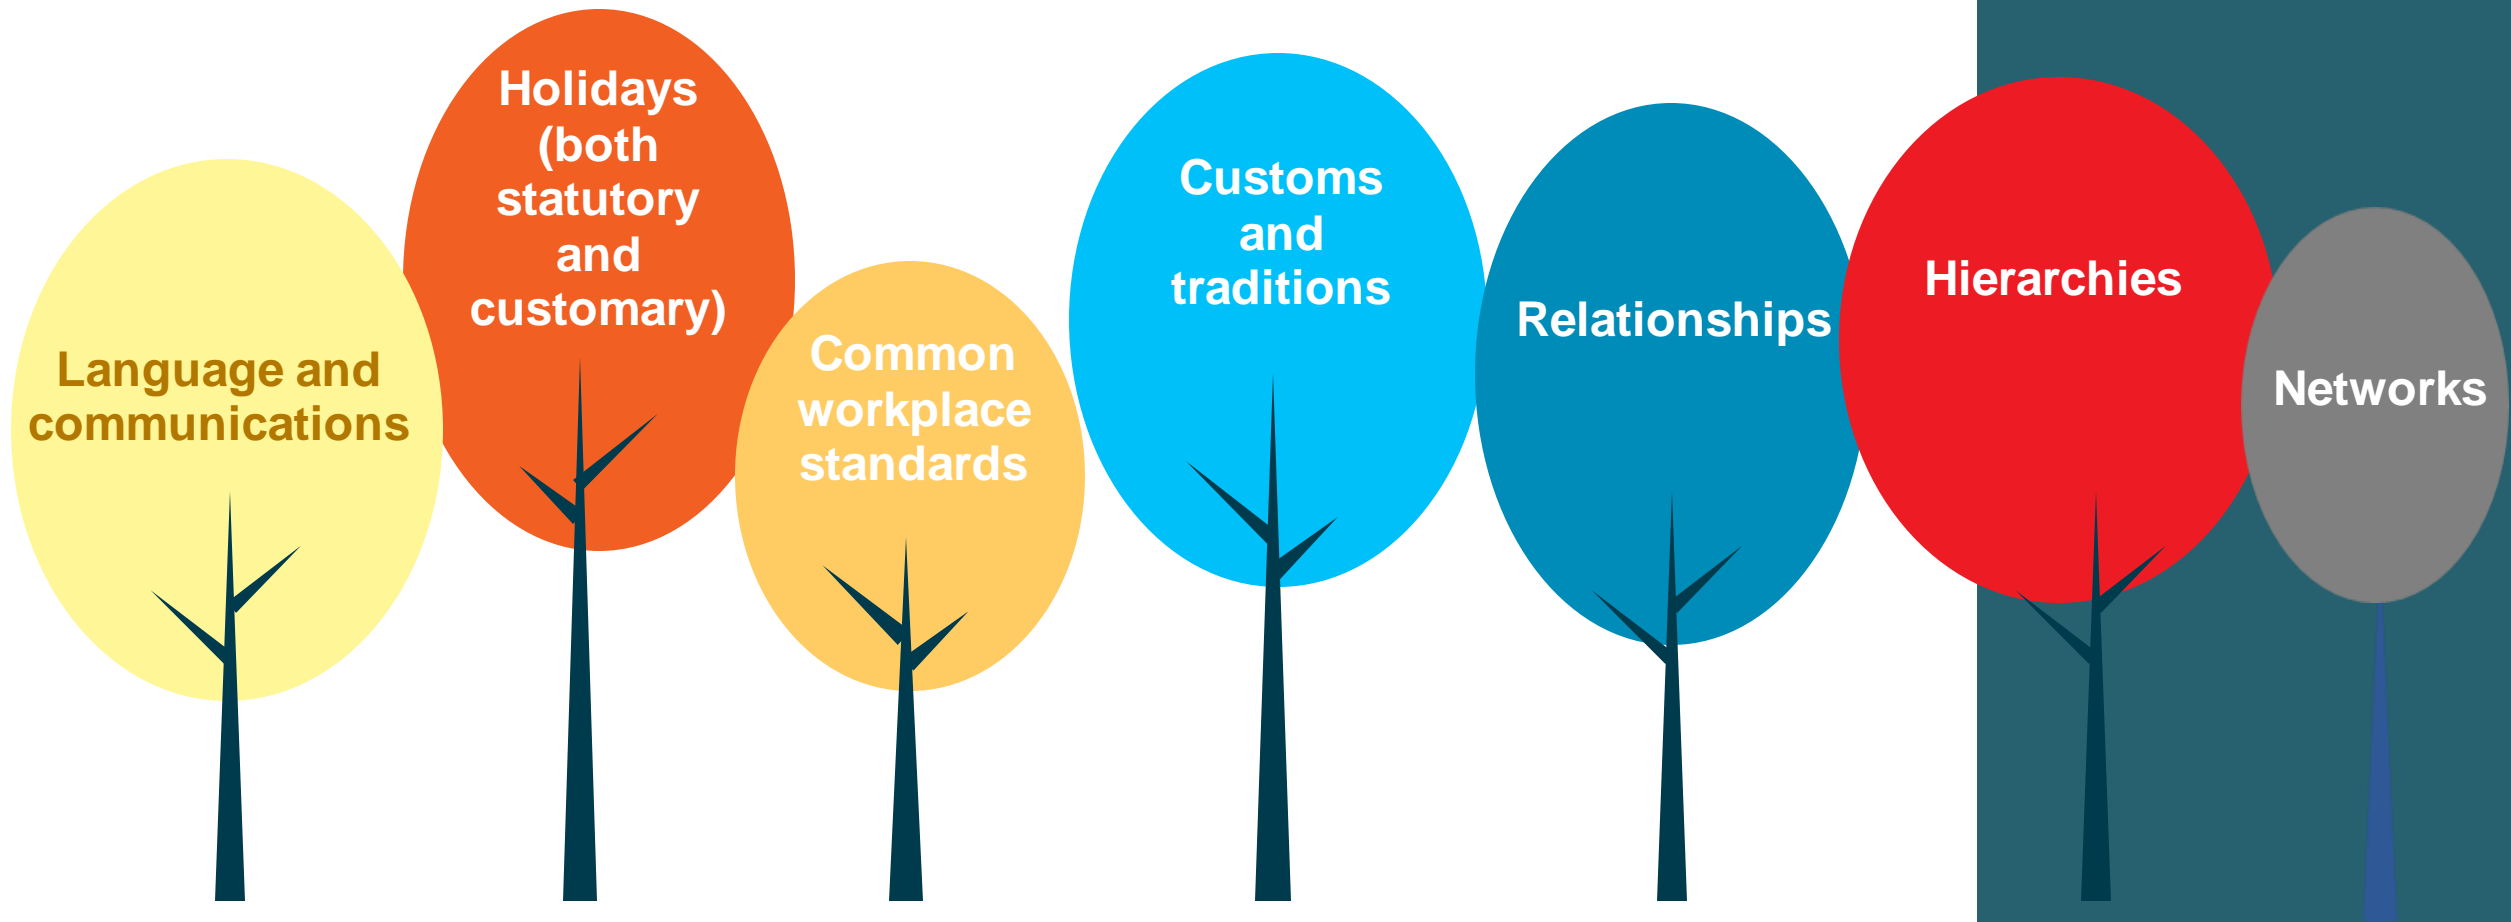 Language and
communications
Holidays
(both
statutory
and
customary)
Common
workplace
standards
Customs
and
traditions
Relationships
Hierarchies
Networks